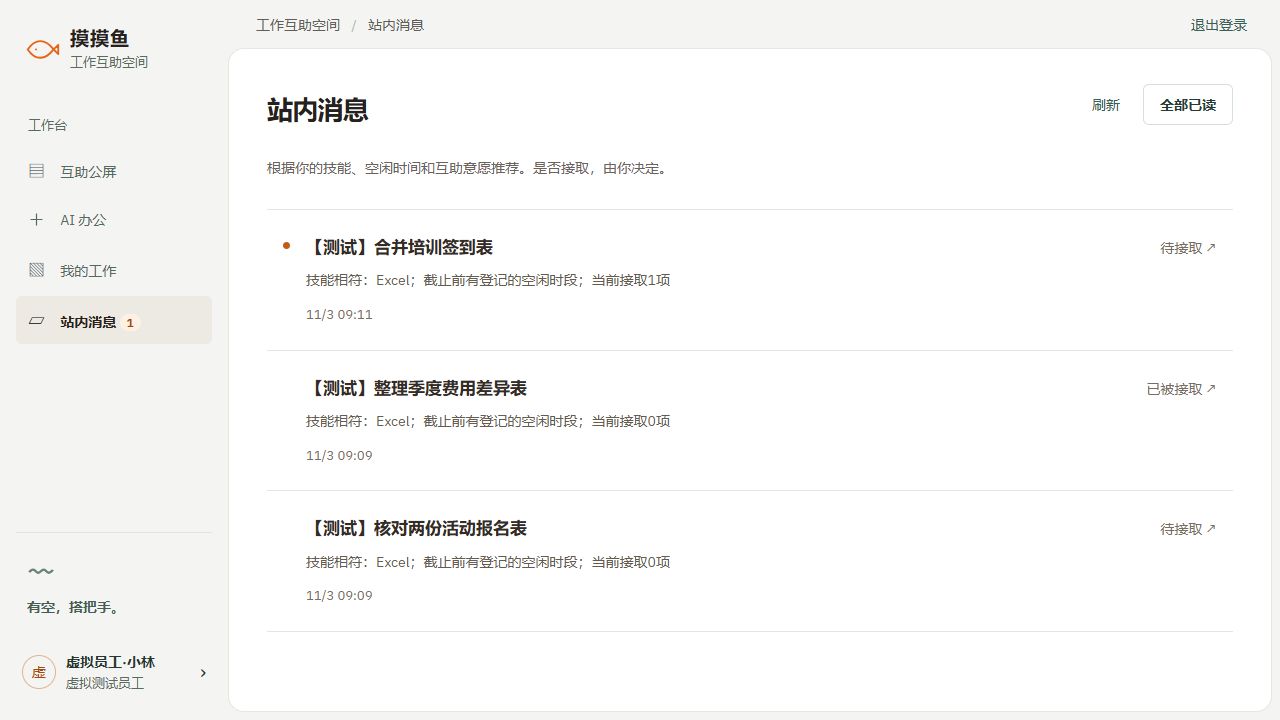 摸摸鱼
工作互助空间
工作台
互助公屏
AI 办公
我的工作
站内消息 1
有空，搭把手。
虚
虚拟员工·小林
虚拟测试员工
工作互助空间 / 站内消息
退出登录
站内消息
刷新
全部已读
根据你的技能、空闲时间和互助意愿推荐。是否接取，由你决定。
【测试】合并培训签到表
待接取 ↗
技能相符：Excel；截止前有登记的空闲时段；当前接取1项
11/3 09:11
【测试】整理季度费用差异表
已被接取 ↗
技能相符：Excel；截止前有登记的空闲时段；当前接取0项
11/3 09:09
【测试】核对两份活动报名表
待接取 ↗
技能相符：Excel；截止前有登记的空闲时段；当前接取0项
11/3 09:09